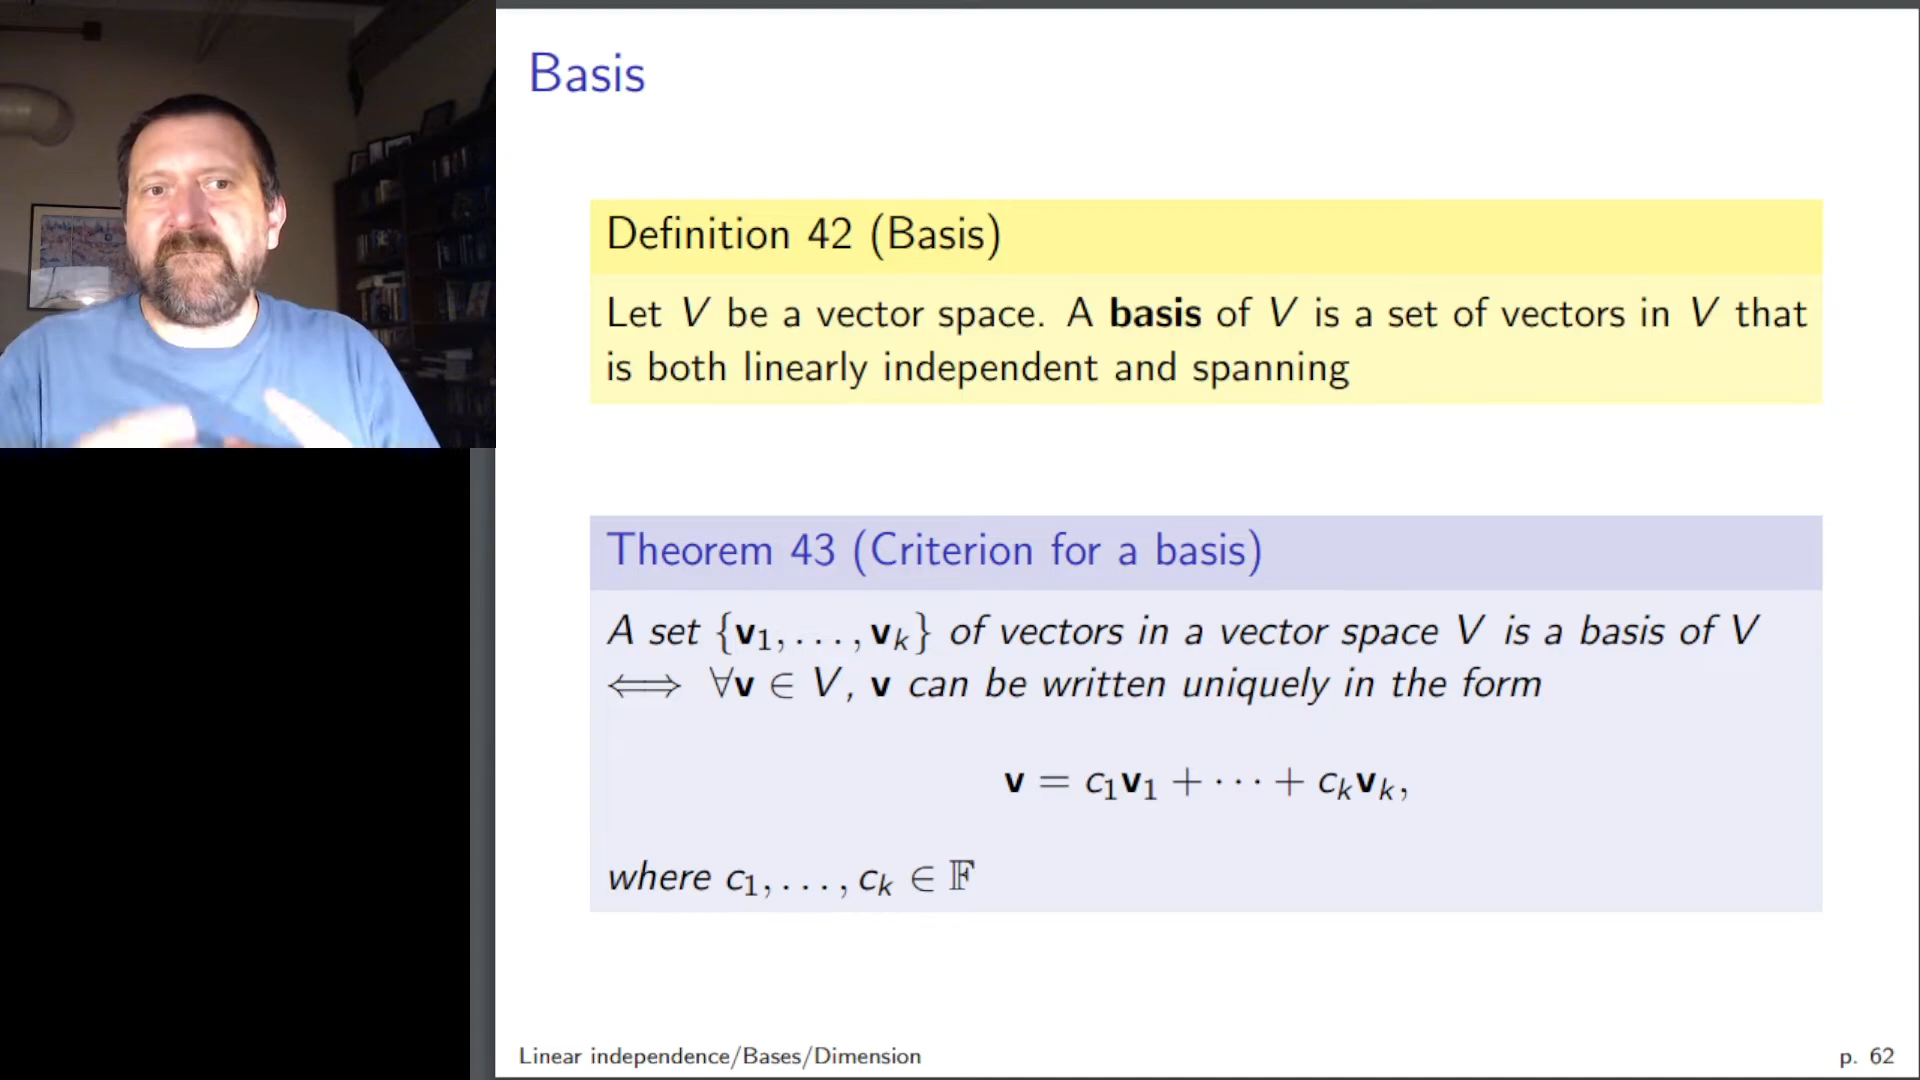 Basis
Definition 42 (Basis)
Let V be a vector space. A basis of V is a set of vectors in V that
is both linearly independent and spanning
Theorem 43 (Criterion for a basis)
A set {v₁, . . . , vₖ} of vectors in a vector space V is a basis of V
⟺ ∀v ∈ V, v can be written uniquely in the form
v = c₁v₁ + · · · + cₖvₖ,
where c₁, . . . , cₖ ∈ 𝔽
Linear independence/Bases/Dimension
p. 62